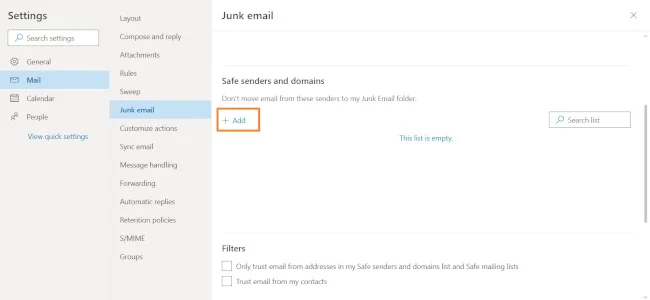 Settings
Search settings
General
Mail
Calendar
People
View quick settings
Layout
Compose and reply
Attachments
Rules
Sweep
Junk email
Customize actions
Sync email
Message handling
Forwarding
Automatic replies
Retention policies
S/MIME
Groups
Junk email
Safe senders and domains
Don't move email from these senders to my Junk Email folder.
+ Add
Search list
This list is empty.
Filters
Only trust email from addresses in my Safe senders and domains list and Safe mailing lists
Trust email from my contacts